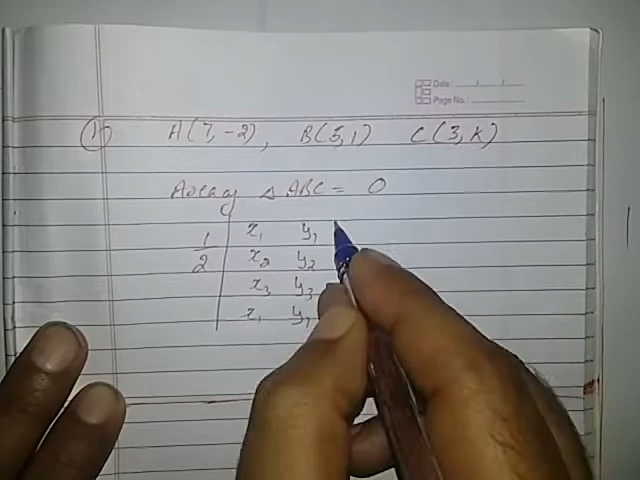 Date : / /
Page No. :
① A(7,-2), B(5,1) C(3,K)
Area of △ ABC = 0
1/2 | x₁ y₁
x₂ y₂
x₃ y₃
x₁ y₁